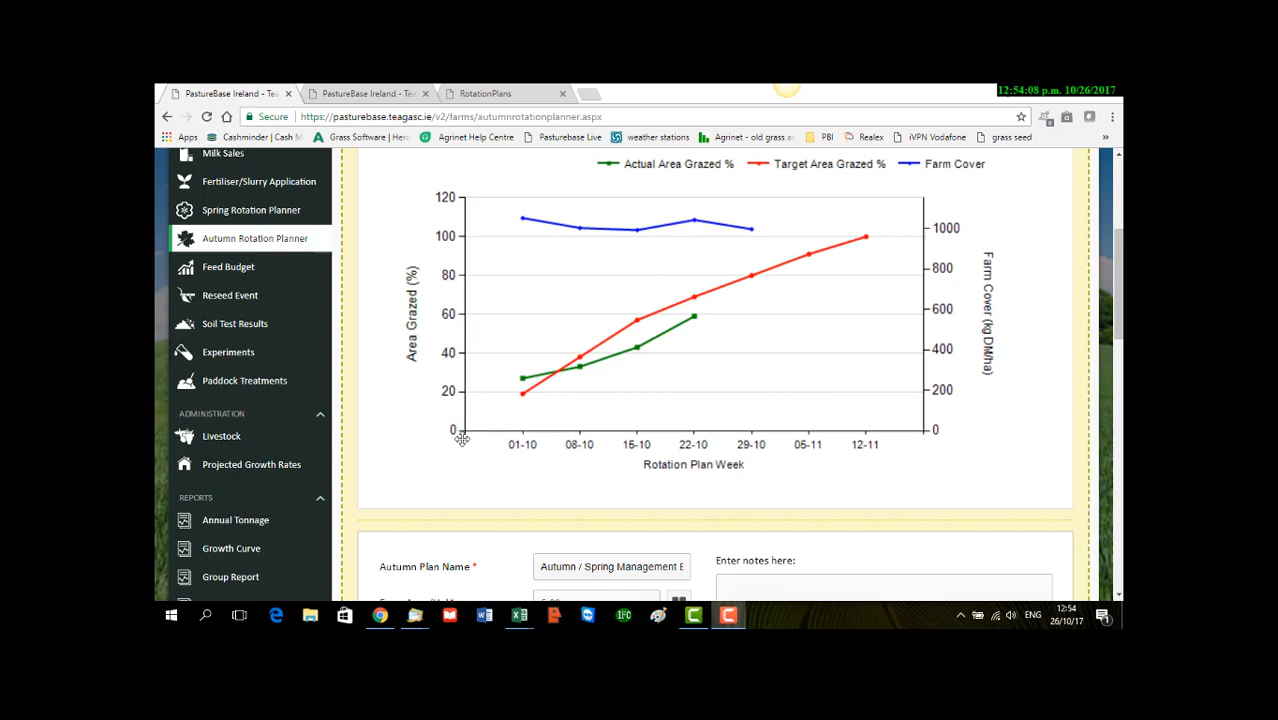 12:54:08 p.m. 10/26/2017
PastureBase Ireland - Tea
PastureBase Ireland - Tea
RotationPlans
Secure
https://pasturebase.teagasc.ie/v2/farms/autumnrotationplanner.aspx
Apps
Cashminder | Cash M
Grass Software | Herd
Agrinet Help Centre
Pasturebase Live
weather stations
Agrinet - old grass ac
PBI
Realex
iVPN Vodafone
grass seed
»
Milk Sales
Fertiliser/Slurry Application
Spring Rotation Planner
Autumn Rotation Planner
Feed Budget
Reseed Event
Soil Test Results
Experiments
Paddock Treatments
ADMINISTRATION
Livestock
Projected Growth Rates
REPORTS
Annual Tonnage
Growth Curve
Group Report
Actual Area Grazed % Target Area Grazed % Farm Cover
120
100
80
60
40
20
0
Area Grazed (%)
1000
800
600
400
200
0
Farm Cover (kg DM/ha)
01-10 08-10 15-10 22-10 29-10 05-11 12-11
Rotation Plan Week
Autumn Plan Name *
Autumn / Spring Management E
Enter notes here:
IFC
ENG
12:54
26/10/17